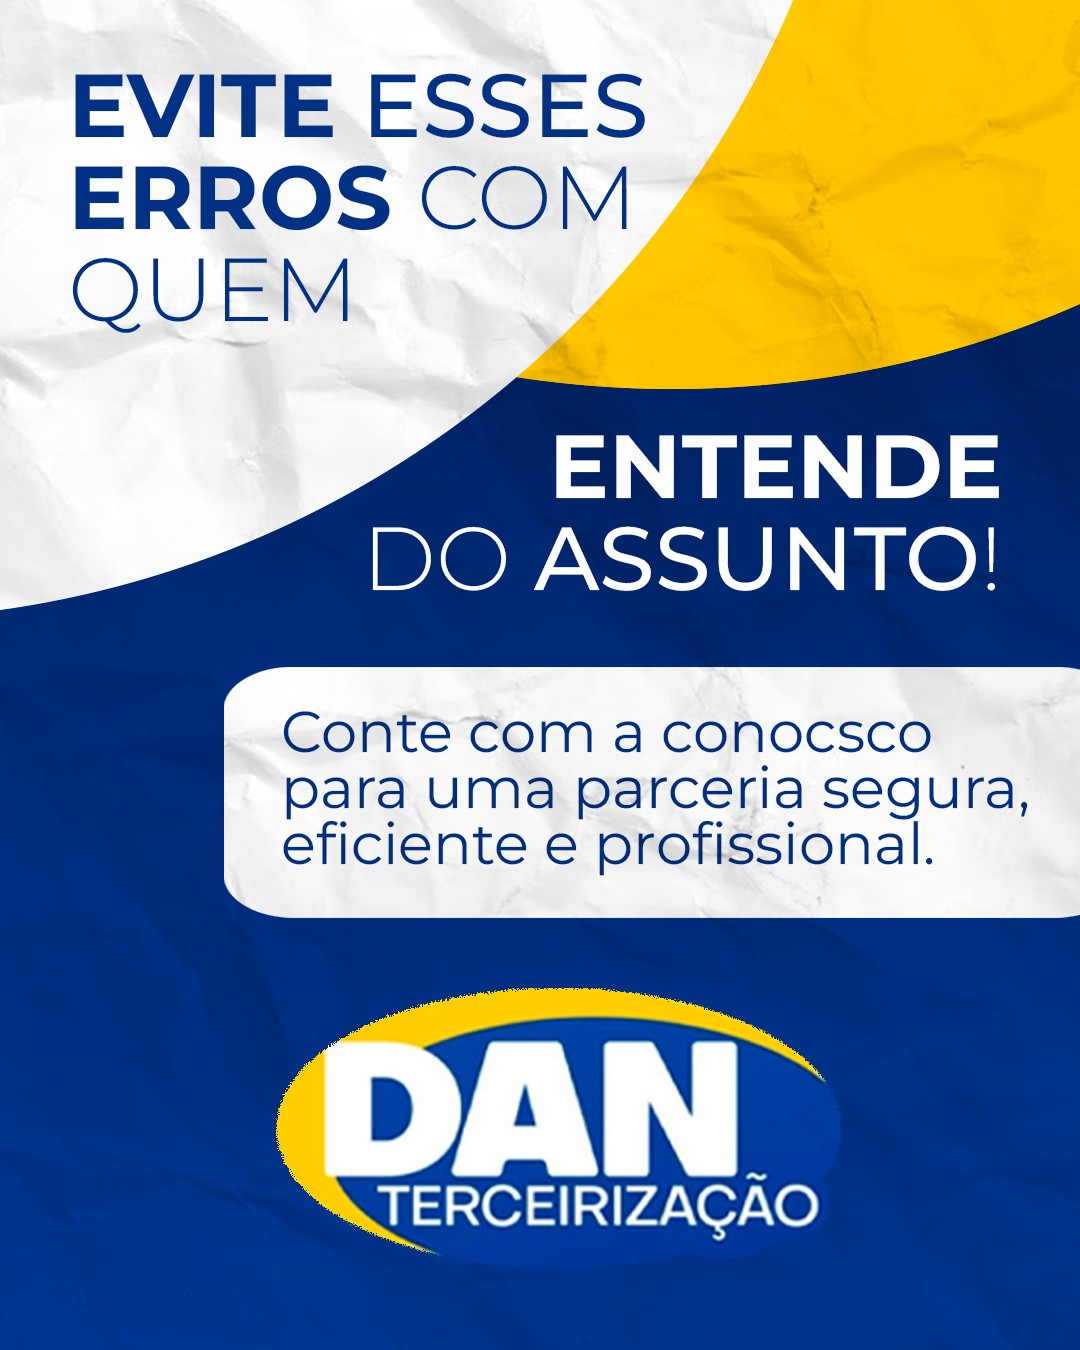 EVITE ESSES
ERROS COM
QUEM
ENTENDE
DO ASSUNTO!
Conte com a conocsco
para uma parceria segura,
eficiente e profissional.
DAN
TERCEIRIZAÇÃO